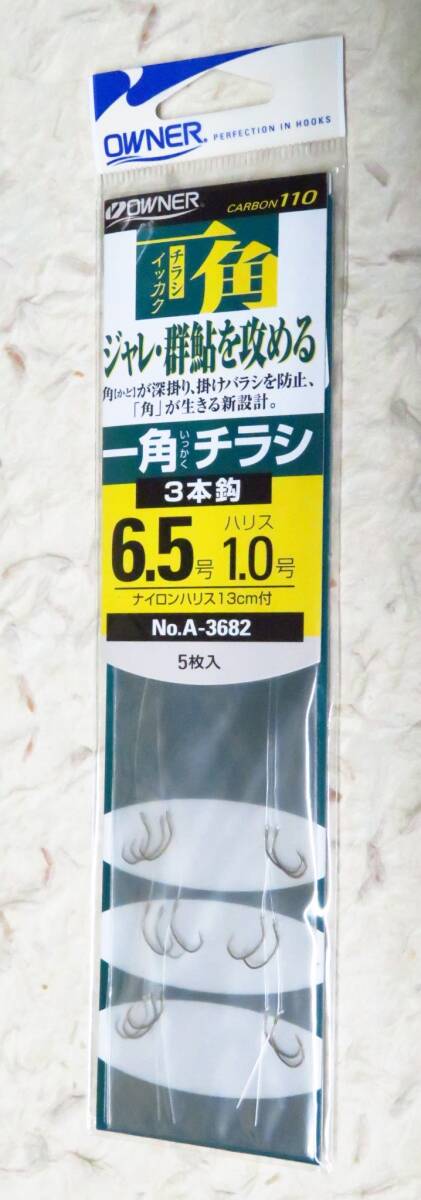 OWNER® PERFECTION IN HOOKS
OWNER® CARBON 110
一角
チラシ
イッカク
ジャレ・群鮎を攻める
角[かど]が深掛り、掛けバラシを防止、
「角」が生きる新設計。
いっかく
一角チラシ
3本鈎
6.5号 ハリス 1.0号
ナイロンハリス13cm付
No.A-3682
5枚入